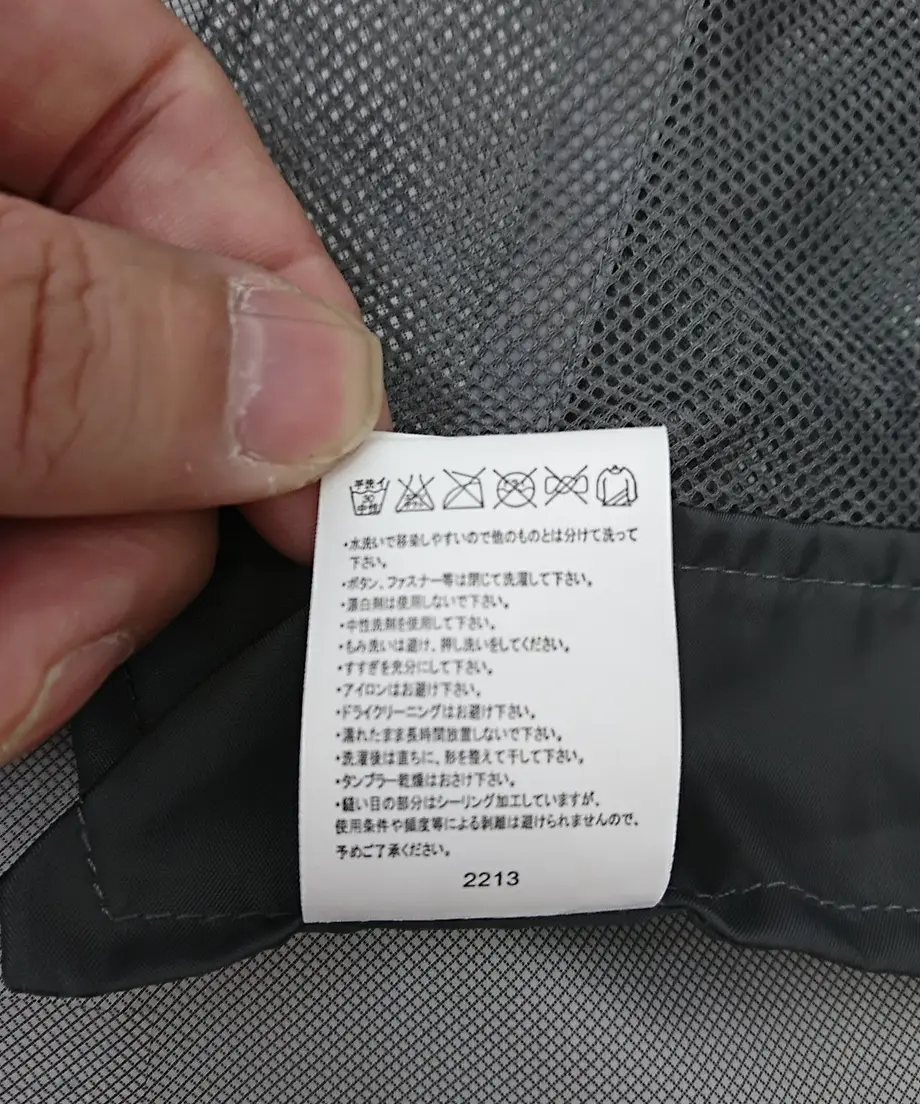 手洗イ
30
中性
・水洗いで移染しやすいので他のものとは分けて洗って
下さい。
・ボタン、ファスナー等は閉じて洗濯して下さい。
・漂白剤は使用しないで下さい。
・中性洗剤を使用して下さい。
・もみ洗いは避け、押し洗いをしてください。
・すすぎを充分にして下さい。
・アイロンはお避け下さい。
・ドライクリーニングはお避け下さい。
・濡れたまま長時間放置しないで下さい。
・洗濯後は直ちに、形を整えて干して下さい。
・タンブラー乾燥はおさけ下さい。
・縫い目の部分はシーリング加工していますが、
使用条件や頻度等による剥離は避けられませんので、
予めご了承ください。
2213